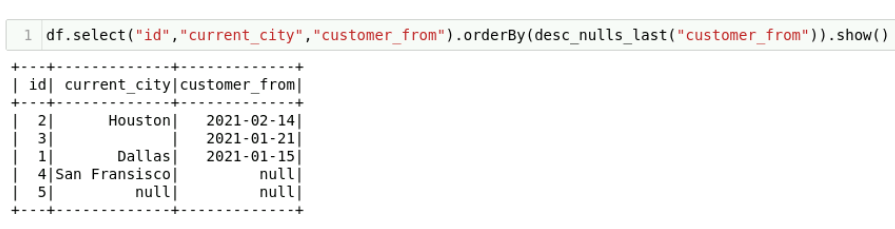 1 df.select("id","current_city","customer_from").orderBy(desc_nulls_last("customer_from")).show()
+---+-------------+-------------+
| id| current_city|customer_from|
+---+-------------+-------------+
|  2|      Houston|   2021-02-14|
|  3|             |   2021-01-21|
|  1|       Dallas|   2021-01-15|
|  4|San Fransisco|         null|
|  5|         null|         null|
+---+-------------+-------------+